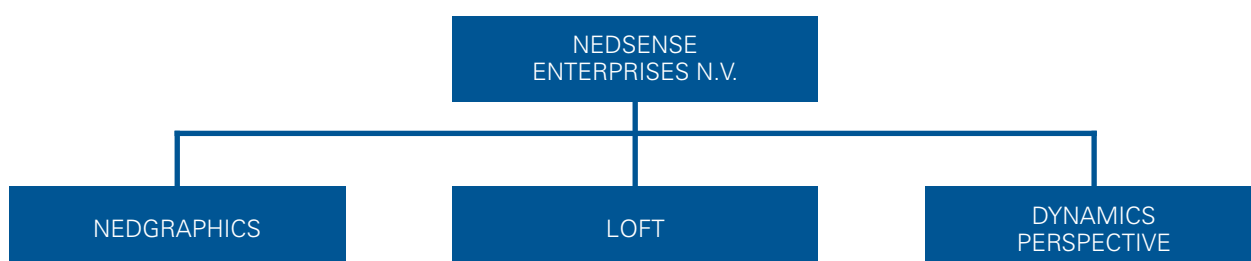 NEDSENSE
ENTERPRISES N.V.
NEDGRAPHICS
LOFT
DYNAMICS
PERSPECTIVE